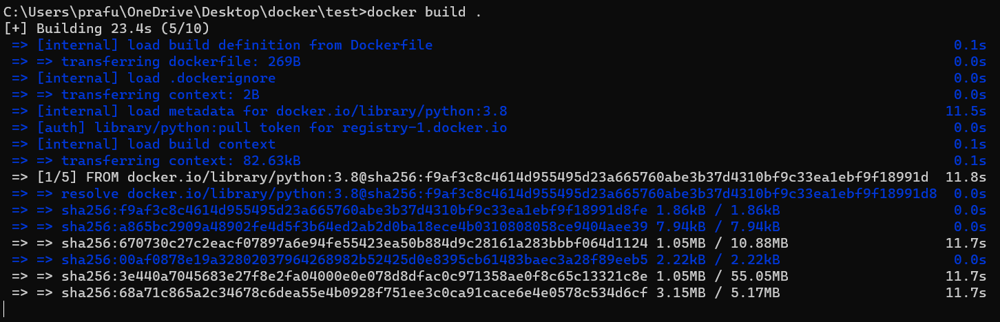 C:\Users\prafu\OneDrive\Desktop\docker\test>docker build .
[+] Building 23.4s (5/10)
=> [internal] load build definition from Dockerfile 0.1s
=> => transferring dockerfile: 269B 0.0s
=> [internal] load .dockerignore 0.0s
=> => transferring context: 2B 0.0s
=> [internal] load metadata for docker.io/library/python:3.8 11.5s
=> [auth] library/python:pull token for registry-1.docker.io 0.0s
=> [internal] load build context 0.1s
=> => transferring context: 82.63kB 0.1s
=> [1/5] FROM docker.io/library/python:3.8@sha256:f9af3c8c4614d955495d23a665760abe3b37d4310bf9c33ea1ebf9f18991d 11.8s
=> => resolve docker.io/library/python:3.8@sha256:f9af3c8c4614d955495d23a665760abe3b37d4310bf9c33ea1ebf9f18991d8 0.0s
=> => sha256:f9af3c8c4614d955495d23a665760abe3b37d4310bf9c33ea1ebf9f18991d8fe 1.86kB / 1.86kB 0.0s
=> => sha256:a865bc2909a48902fe4d5f3b64ed2ab2d0ba18ece4b0310808058ce9404aee39 7.94kB / 7.94kB 0.0s
=> => sha256:670730c27c2eacf07897a6e94fe55423ea50b884d9c28161a283bbbf064d1124 1.05MB / 10.88MB 11.7s
=> => sha256:00af0878e19a32802037964268982b52425d0e8395cb61483baec3a28f89eeb5 2.22kB / 2.22kB 0.0s
=> => sha256:3e440a7045683e27f8e2fa04000e0e078d8dfac0c971358ae0f8c65c13321c8e 1.05MB / 55.05MB 11.7s
=> => sha256:68a71c865a2c34678c6dea55e4b0928f751ee3c0ca91cace6e4e0578c534d6cf 3.15MB / 5.17MB 11.7s